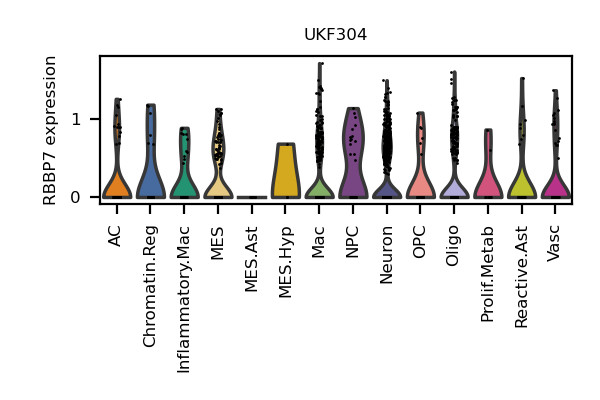 UKF304
RBBP7 expression
1
0
AC
Chromatin.Reg
Inflammatory.Mac
MES
MES.Ast
MES.Hyp
Mac
NPC
Neuron
OPC
Oligo
Prolif.Metab
Reactive.Ast
Vasc